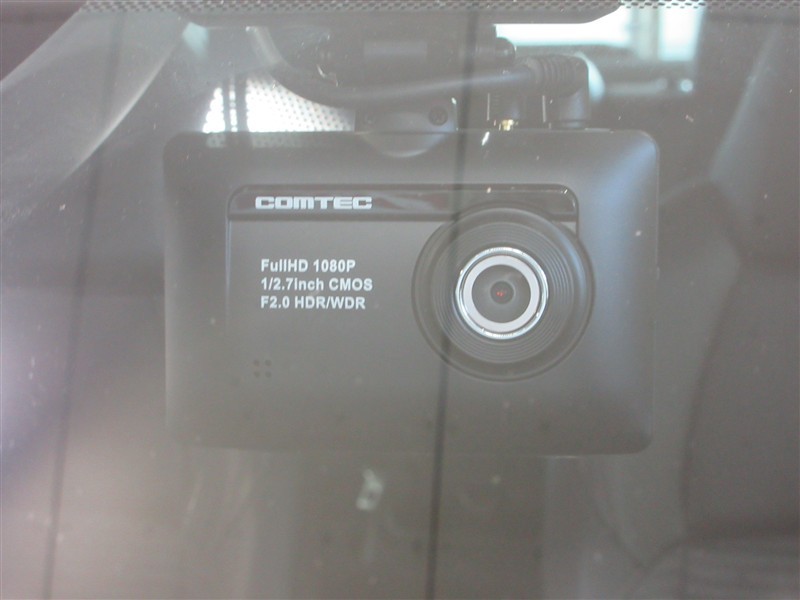 COMTEC
FullHD 1080P
1/2.7inch CMOS
F2.0 HDR/WDR